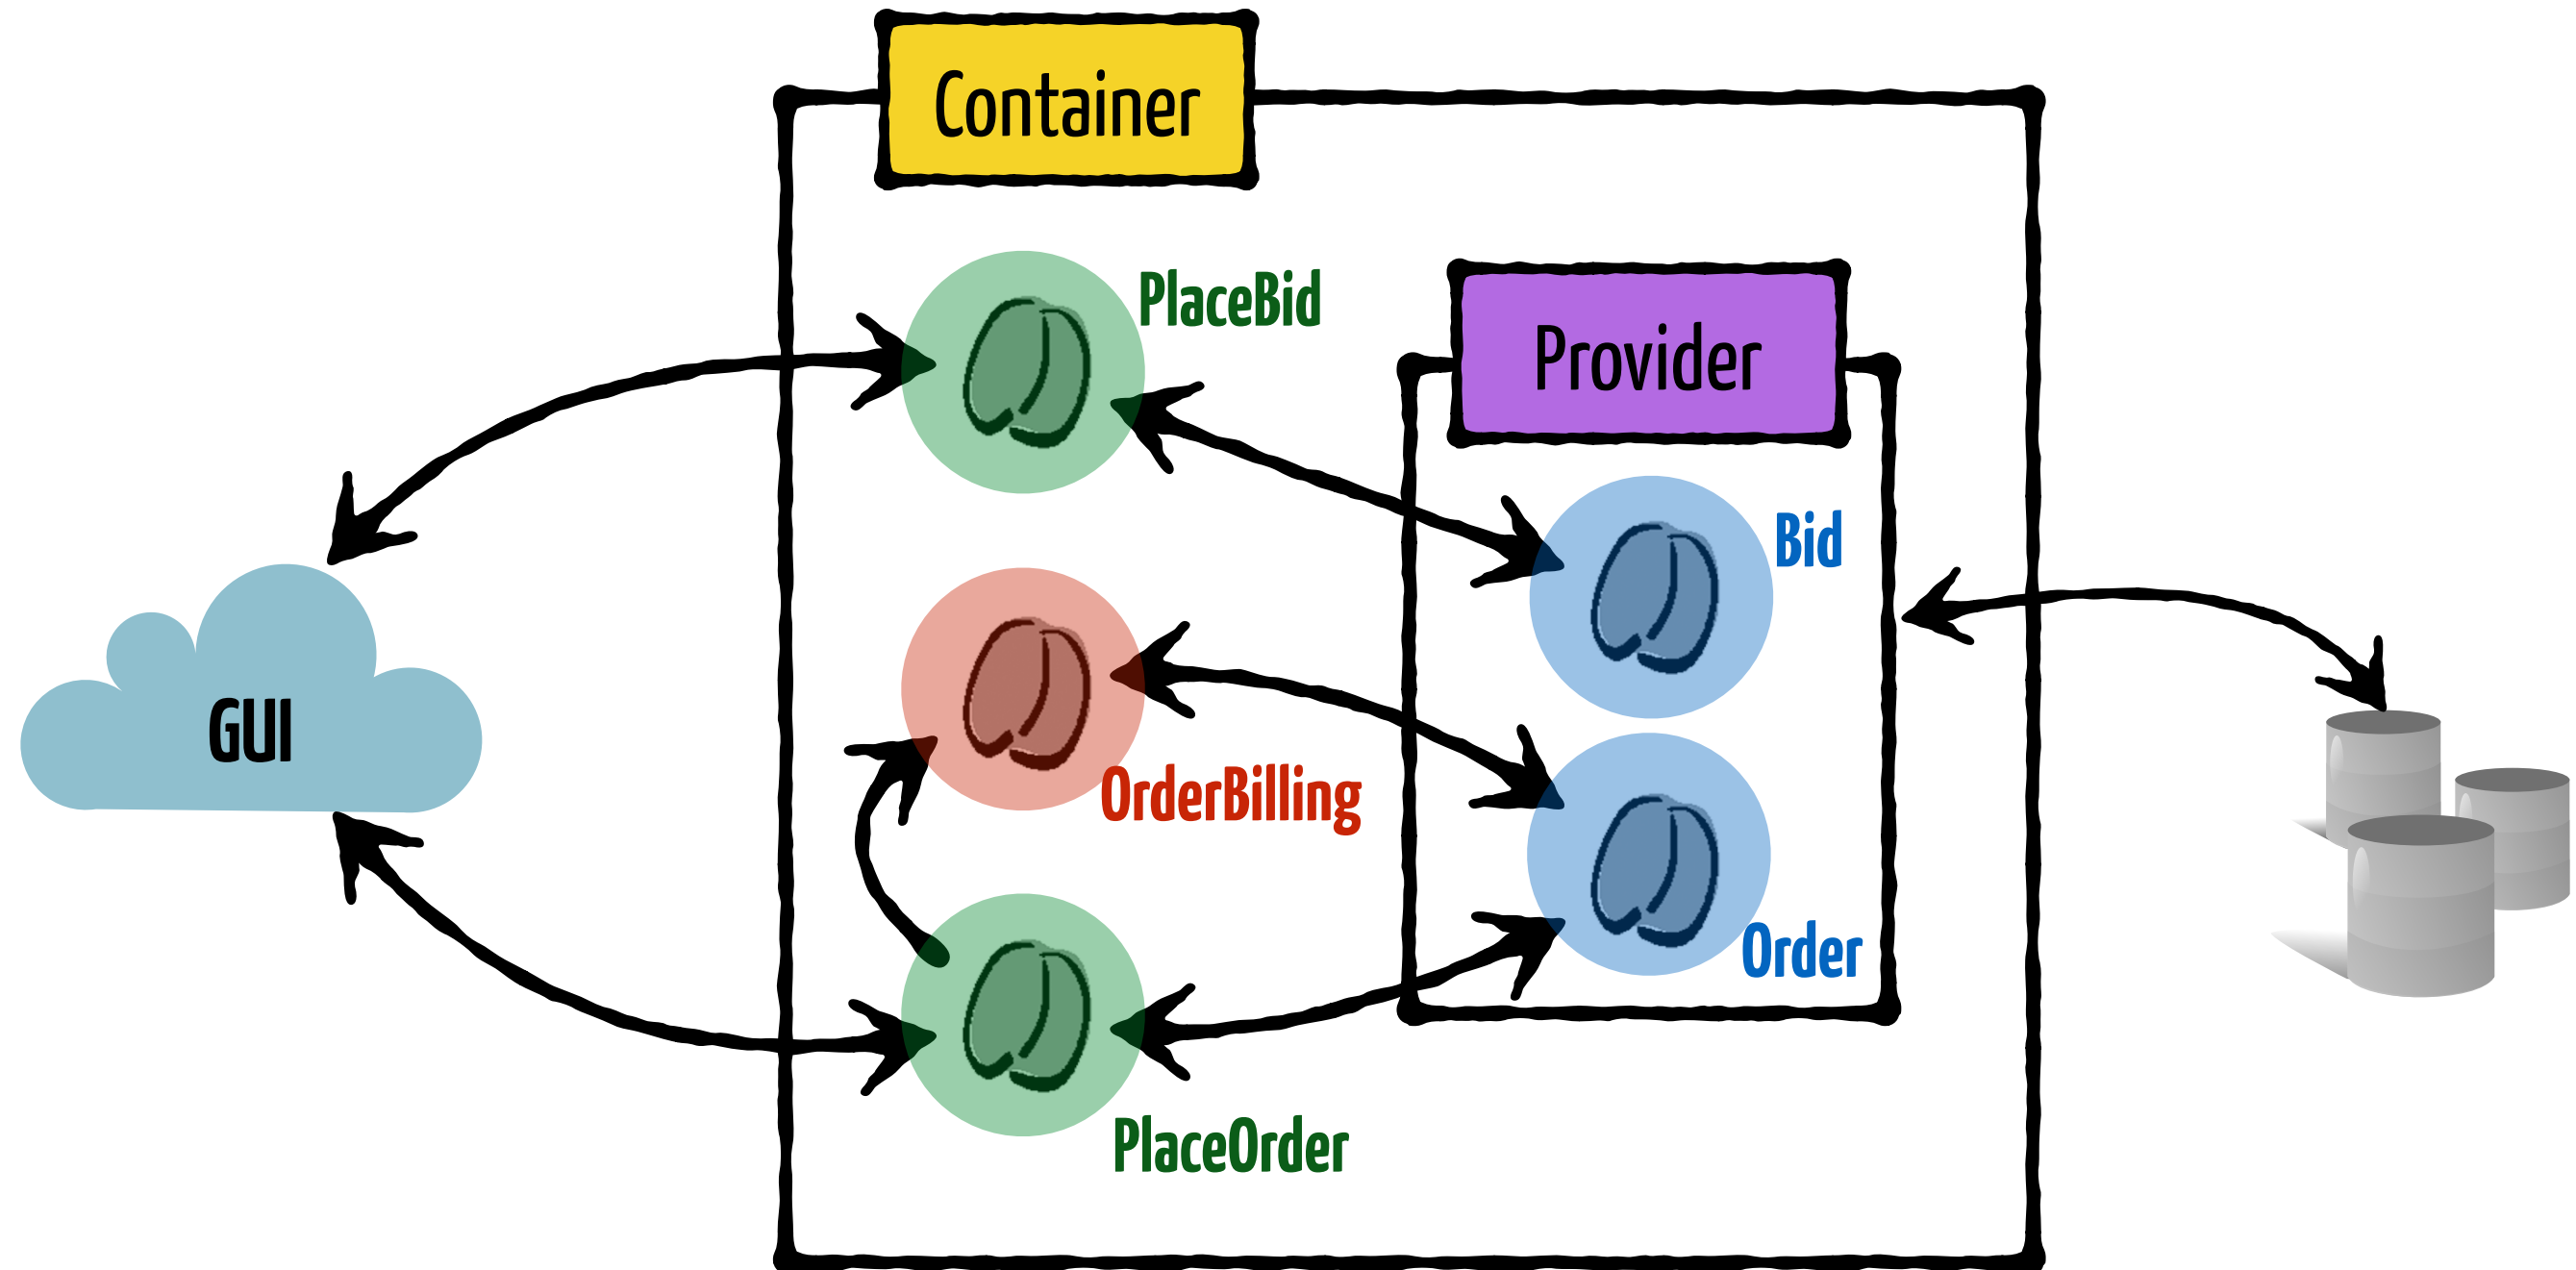 Container
PlaceBid
Provider
Bid
GUI
OrderBilling
Order
PlaceOrder